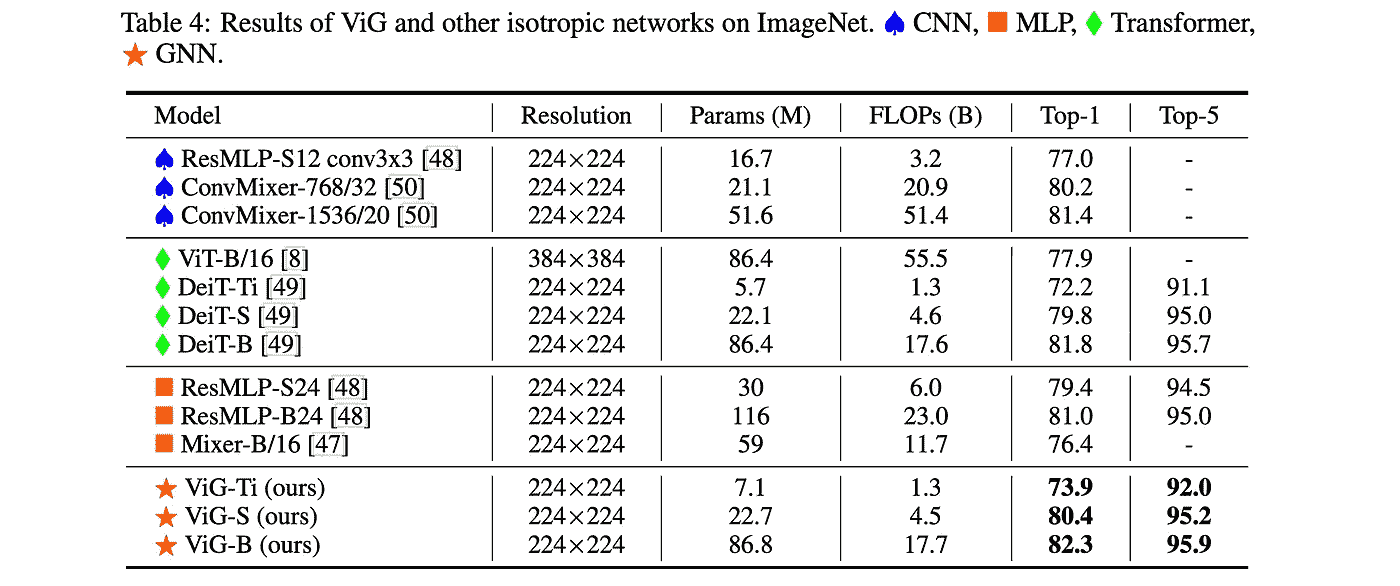 Table 4: Results of ViG and other isotropic networks on ImageNet. ♠ CNN, ■ MLP, ♦ Transformer,
★ GNN.
Model Resolution Params (M) FLOPs (B) Top-1 Top-5
♠ ResMLP-S12 conv3x3 [48] 224×224 16.7 3.2 77.0 -
♠ ConvMixer-768/32 [50] 224×224 21.1 20.9 80.2 -
♠ ConvMixer-1536/20 [50] 224×224 51.6 51.4 81.4 -
♦ ViT-B/16 [8] 384×384 86.4 55.5 77.9 -
♦ DeiT-Ti [49] 224×224 5.7 1.3 72.2 91.1
♦ DeiT-S [49] 224×224 22.1 4.6 79.8 95.0
♦ DeiT-B [49] 224×224 86.4 17.6 81.8 95.7
■ ResMLP-S24 [48] 224×224 30 6.0 79.4 94.5
■ ResMLP-B24 [48] 224×224 116 23.0 81.0 95.0
■ Mixer-B/16 [47] 224×224 59 11.7 76.4 -
★ ViG-Ti (ours) 224×224 7.1 1.3 73.9 92.0
★ ViG-S (ours) 224×224 22.7 4.5 80.4 95.2
★ ViG-B (ours) 224×224 86.8 17.7 82.3 95.9